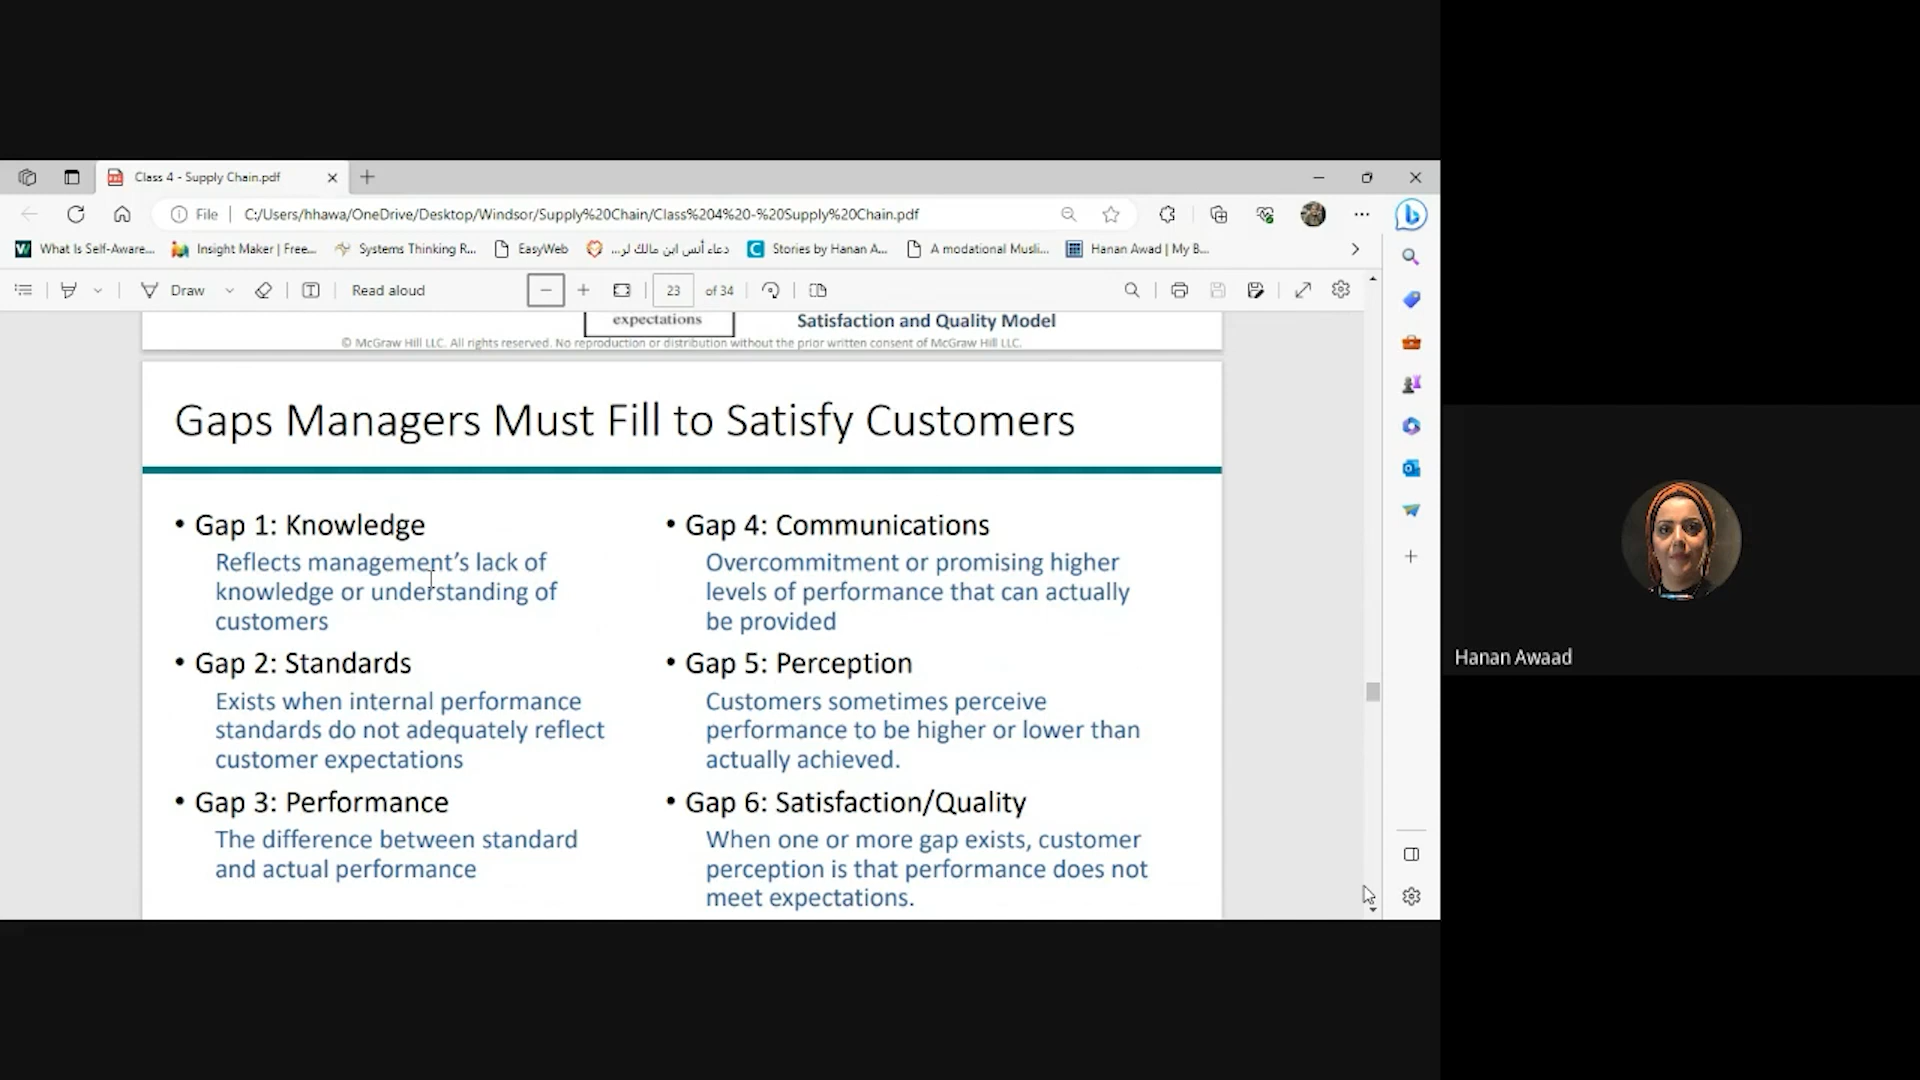 Class 4 - Supply Chain.pdf
File
C:/Users/hhawa/OneDrive/Desktop/Windsor/Supply%20Chain/Class%204%20-%20Supply%20Chain.pdf
What Is Self-Aware...
Insight Maker | Free...
Systems Thinking R...
EasyWeb
دعاء أنس ابن مالك لر...
Stories by Hanan A...
A modational Musli...
Hanan Awad | My B...
Draw
Read aloud
23
of 34
expectations
Satisfaction and Quality Model
© McGraw Hill LLC. All rights reserved. No reproduction or distribution without the prior written consent of McGraw Hill LLC.
Gaps Managers Must Fill to Satisfy Customers
• Gap 1: Knowledge
Reflects management’s lack of
knowledge or understanding of
customers
• Gap 2: Standards
Exists when internal performance
standards do not adequately reflect
customer expectations
• Gap 3: Performance
The difference between standard
and actual performance
• Gap 4: Communications
Overcommitment or promising higher
levels of performance that can actually
be provided
• Gap 5: Perception
Customers sometimes perceive
performance to be higher or lower than
actually achieved.
• Gap 6: Satisfaction/Quality
When one or more gap exists, customer
perception is that performance does not
meet expectations.
Hanan Awaad